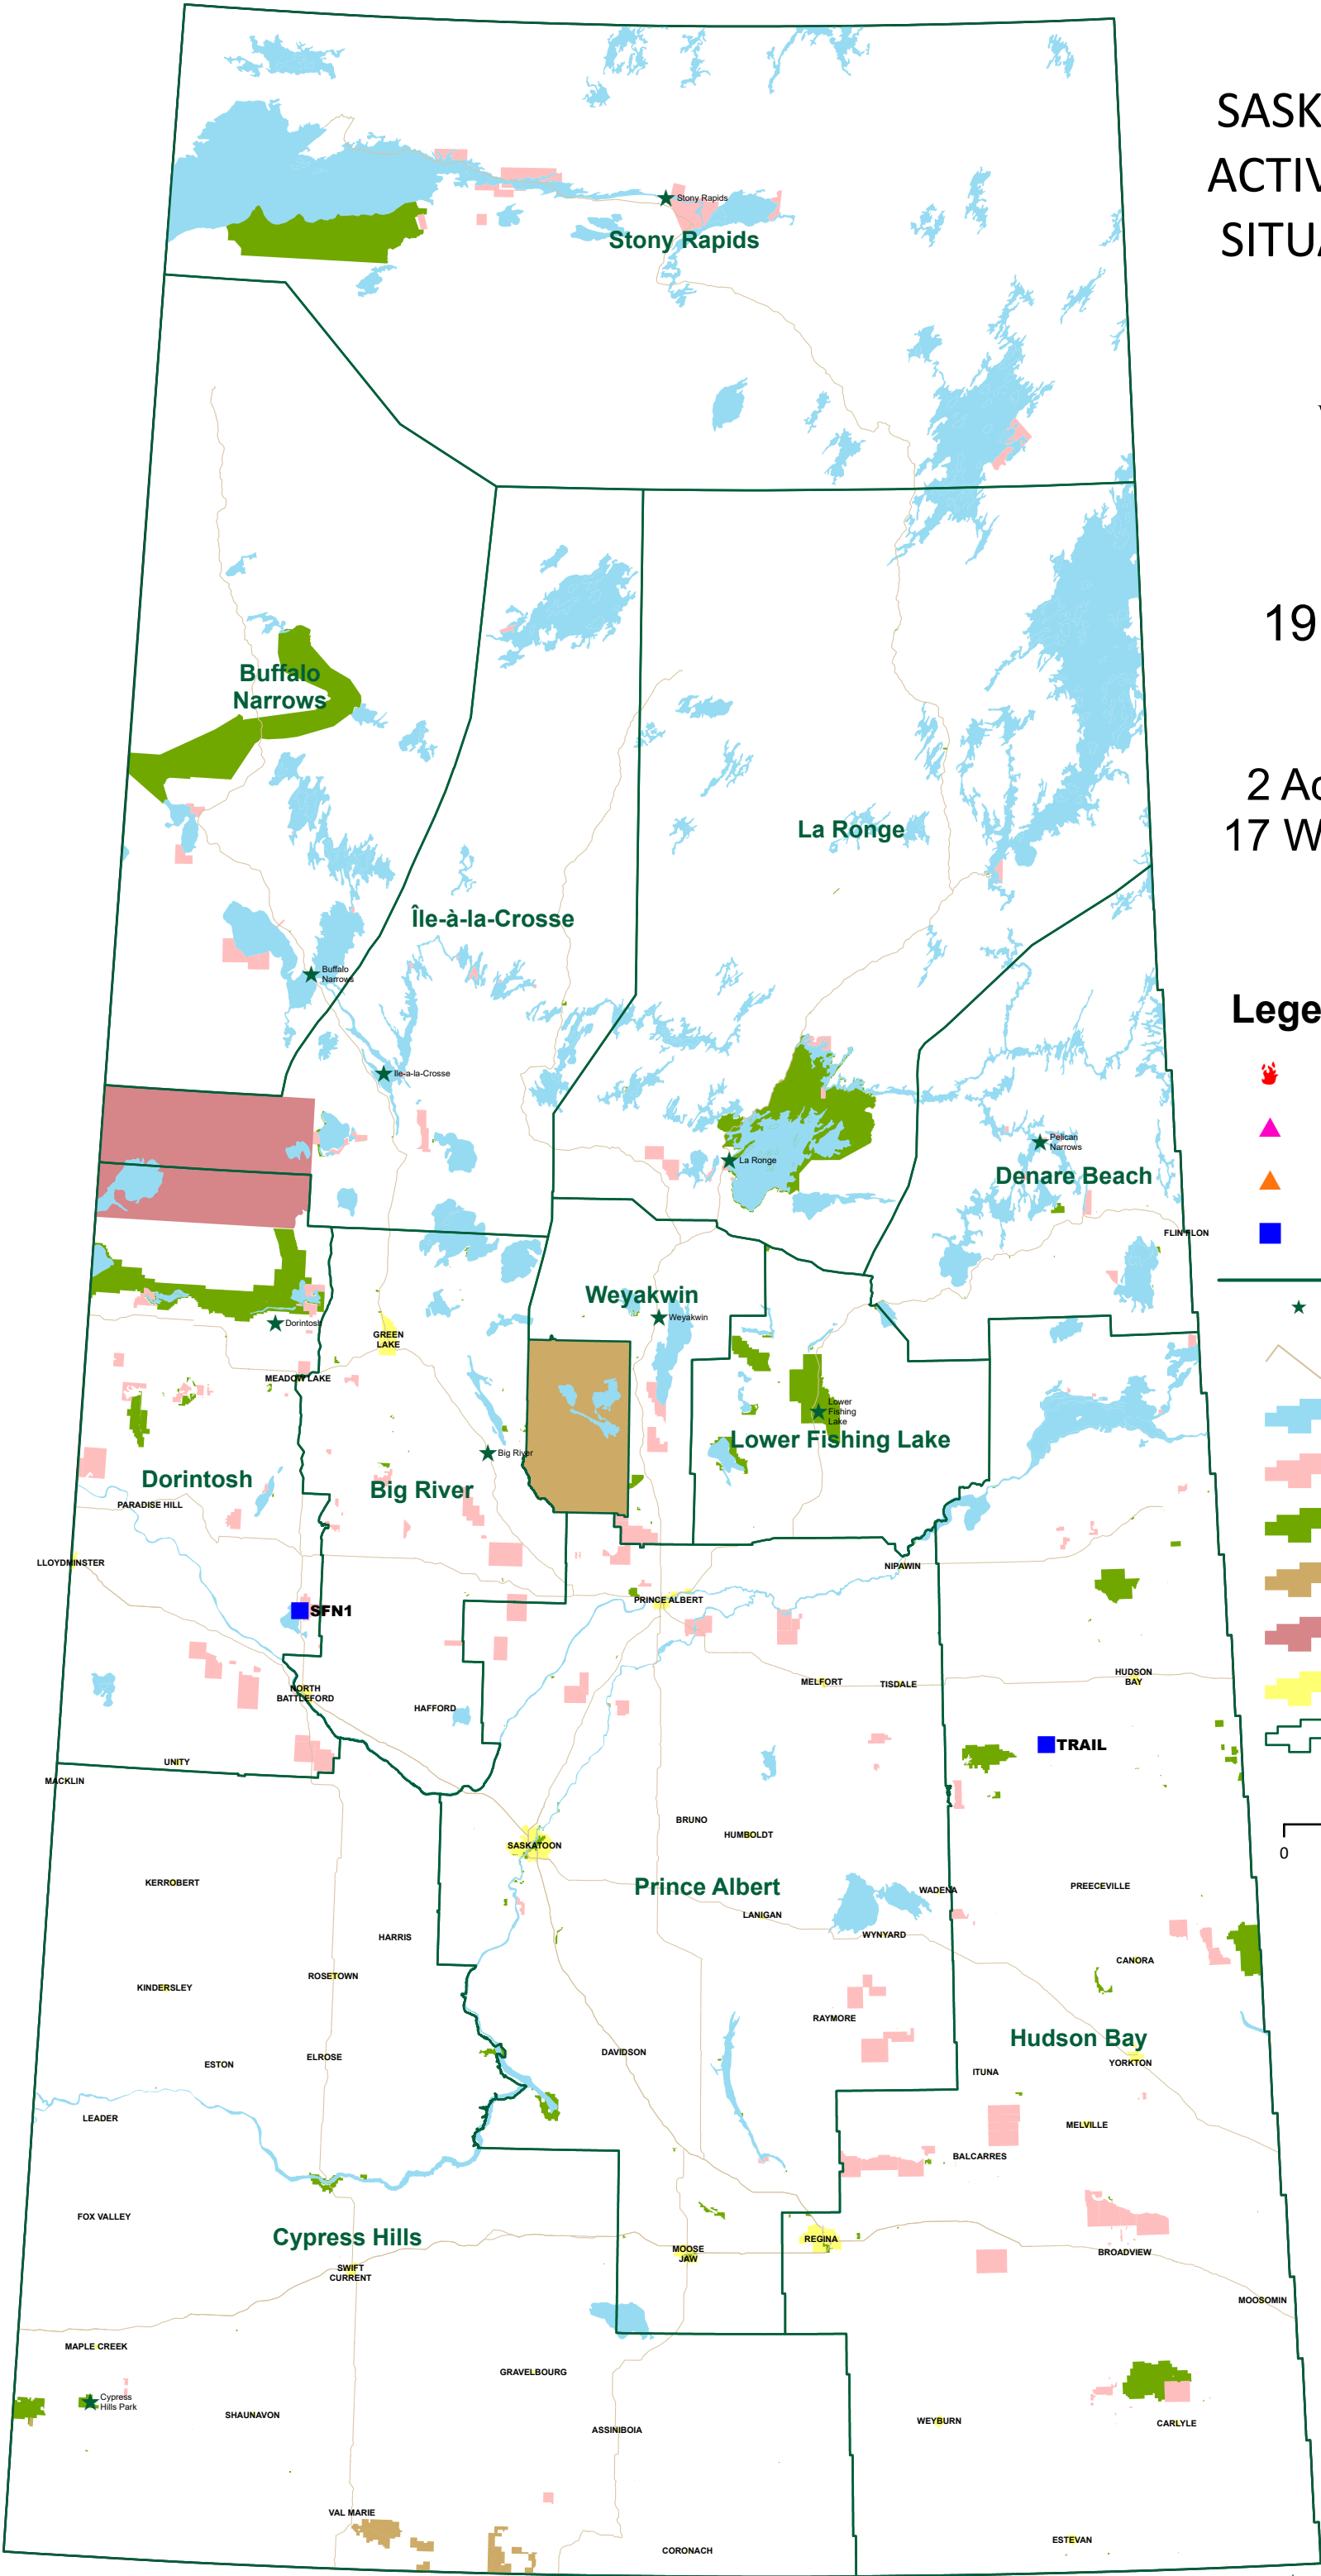 SASK
ACTIV
SITUA
19
2 Ac
17 W
Lege
0
Stony Rapids
Stony Rapids
Buffalo
Narrows
La Ronge
Île-à-la-Crosse
Buffalo
Narrows
Ile-a-la-Crosse
Pelican
Narrows
La Ronge
Denare Beach
FLIN FLON
Weyakwin
Weyakwin
Dorintosh
GREEN
LAKE
MEADOW LAKE
Lower
Fishing
Lake
Lower Fishing Lake
Big River
Dorintosh
Big River
PARADISE HILL
LLOYDMINSTER
NIPAWIN
PRINCE ALBERT
SFN1
HUDSON
BAY
MELFORT
TISDALE
NORTH
BATTLEFORD
HAFFORD
TRAIL
UNITY
MACKLIN
BRUNO
HUMBOLDT
SASKATOON
KERROBERT
Prince Albert
PREECEVILLE
WADENA
LANIGAN
WYNYARD
HARRIS
CANORA
ROSETOWN
KINDERSLEY
RAYMORE
Hudson Bay
DAVIDSON
ELROSE
YORKTON
ESTON
ITUNA
LEADER
MELVILLE
BALCARRES
FOX VALLEY
Cypress Hills
REGINA
MOOSE
JAW
BROADVIEW
SWIFT
CURRENT
MOOSOMIN
MAPLE CREEK
GRAVELBOURG
Cypress
Hills Park
SHAUNAVON
WEYBURN
CARLYLE
ASSINIBOIA
VAL MARIE
ESTEVAN
CORONACH